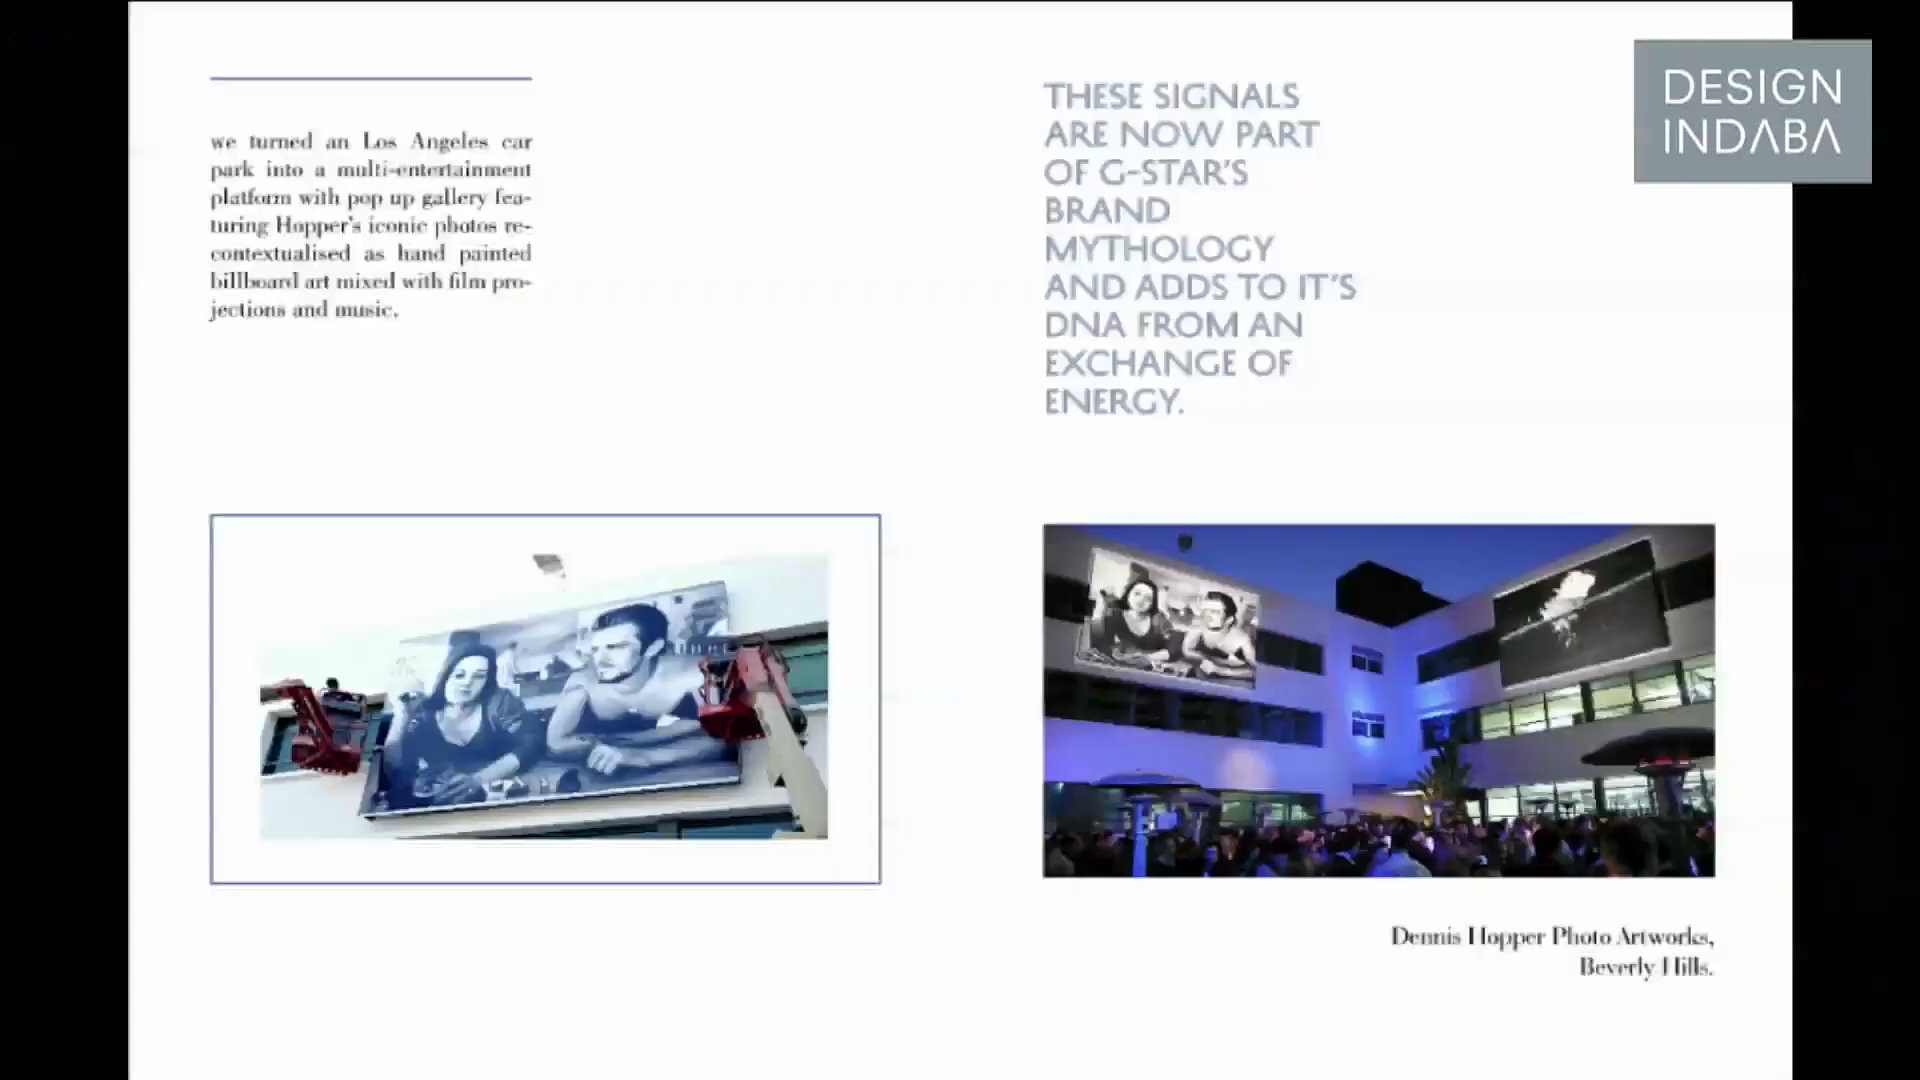 we turned an Los Angeles car
park into a multi-entertainment
platform with pop up gallery fea-
turing Hopper's iconic photos re-
contextualised as hand painted
billboard art mixed with film pro-
jections and music.
THESE SIGNALS
ARE NOW PART
OF G-STAR'S
BRAND
MYTHOLOGY
AND ADDS TO IT'S
DNA FROM AN
EXCHANGE OF
ENERGY.
DESIGN
INDABA
Dennis Hopper Photo Artworks,
Beverly Hills.